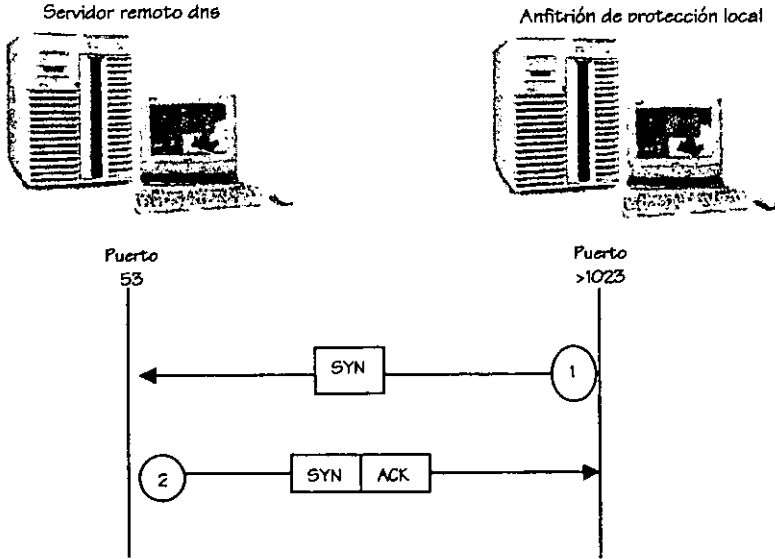 Servidor remoto dns
Anfitrión de protección local
Puerto
53
Puerto
>1023
SYN
1
2
SYN ACK